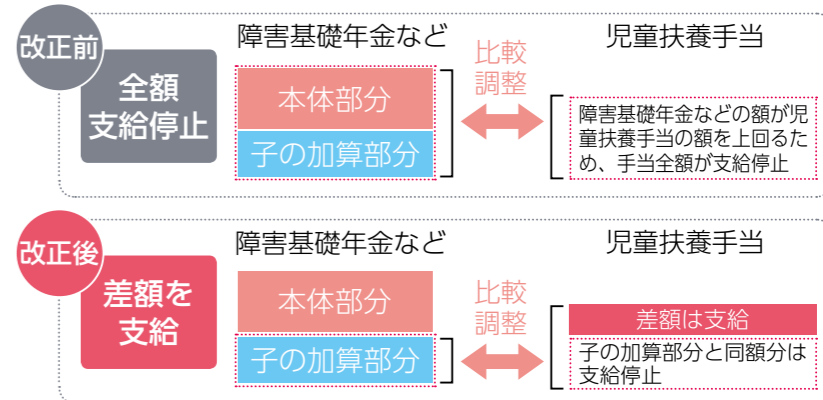 改正前
全額
支給停止
障害基礎年金など
本体部分
子の加算部分
比較
調整
児童扶養手当
障害基礎年金などの額が児
童扶養手当の額を上回るた
め、手当全額が支給停止
改正後
差額を
支給
障害基礎年金など
本体部分
子の加算部分
比較
調整
児童扶養手当
差額は支給
子の加算部分と同額分は
支給停止